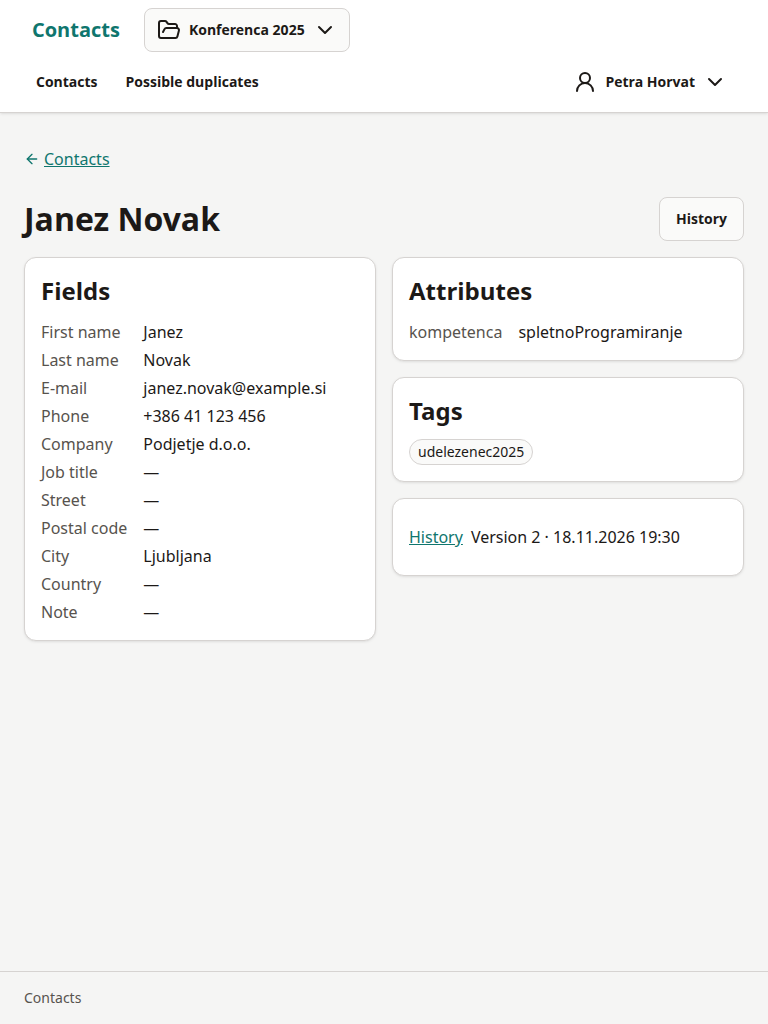 Contacts
Konferenca 2025
Contacts
Possible duplicates
Petra Horvat
← Contacts
Janez Novak
History
Fields
First name Janez
Last name Novak
E-mail janez.novak@example.si
Phone +386 41 123 456
Company Podjetje d.o.o.
Job title —
Street —
Postal code —
City Ljubljana
Country —
Note —
Attributes
kompetenca spletnoProgramiranje
Tags
udelezenec2025
History Version 2 · 18.11.2026 19:30
Contacts